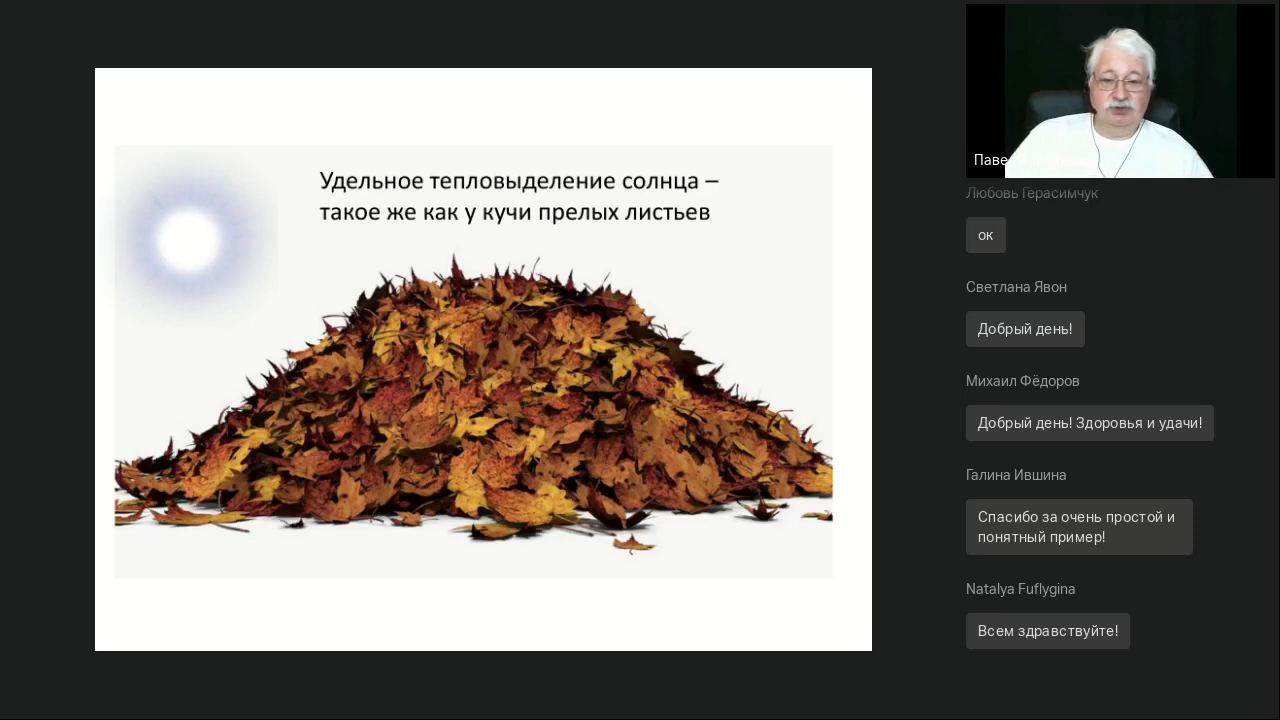 Удельное тепловыделение солнца –
такое же как у кучи прелых листьев
Паве
Любовь Герасимчук
ок
Светлана Явон
Добрый день!
Михаил Фёдоров
Добрый день! Здоровья и удачи!
Галина Ившина
Спасибо за очень простой и
понятный пример!
Natalya Fuflygina
Всем здравствуйте!